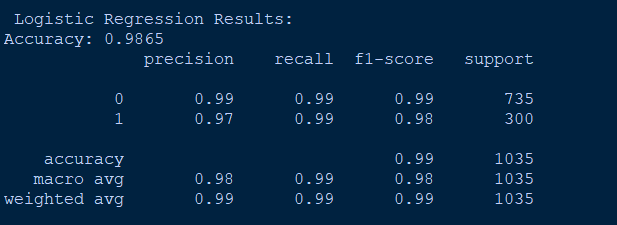 Logistic Regression Results:
Accuracy: 0.9865
precision recall f1-score support
0 0.99 0.99 0.99 735
1 0.97 0.99 0.98 300
accuracy 0.99 1035
macro avg 0.98 0.99 0.98 1035
weighted avg 0.99 0.99 0.99 1035